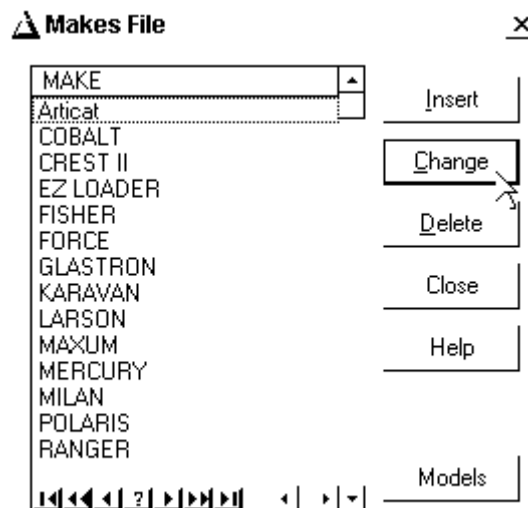 Makes File
MAKE
Articat
COBALT
CREST II
EZ LOADER
FISHER
FORCE
GLASTRON
KARAVAN
LARSON
MAXUM
MERCURY
MILAN
POLARIS
RANGER
?
Insert
Change
Delete
Close
Help
Models